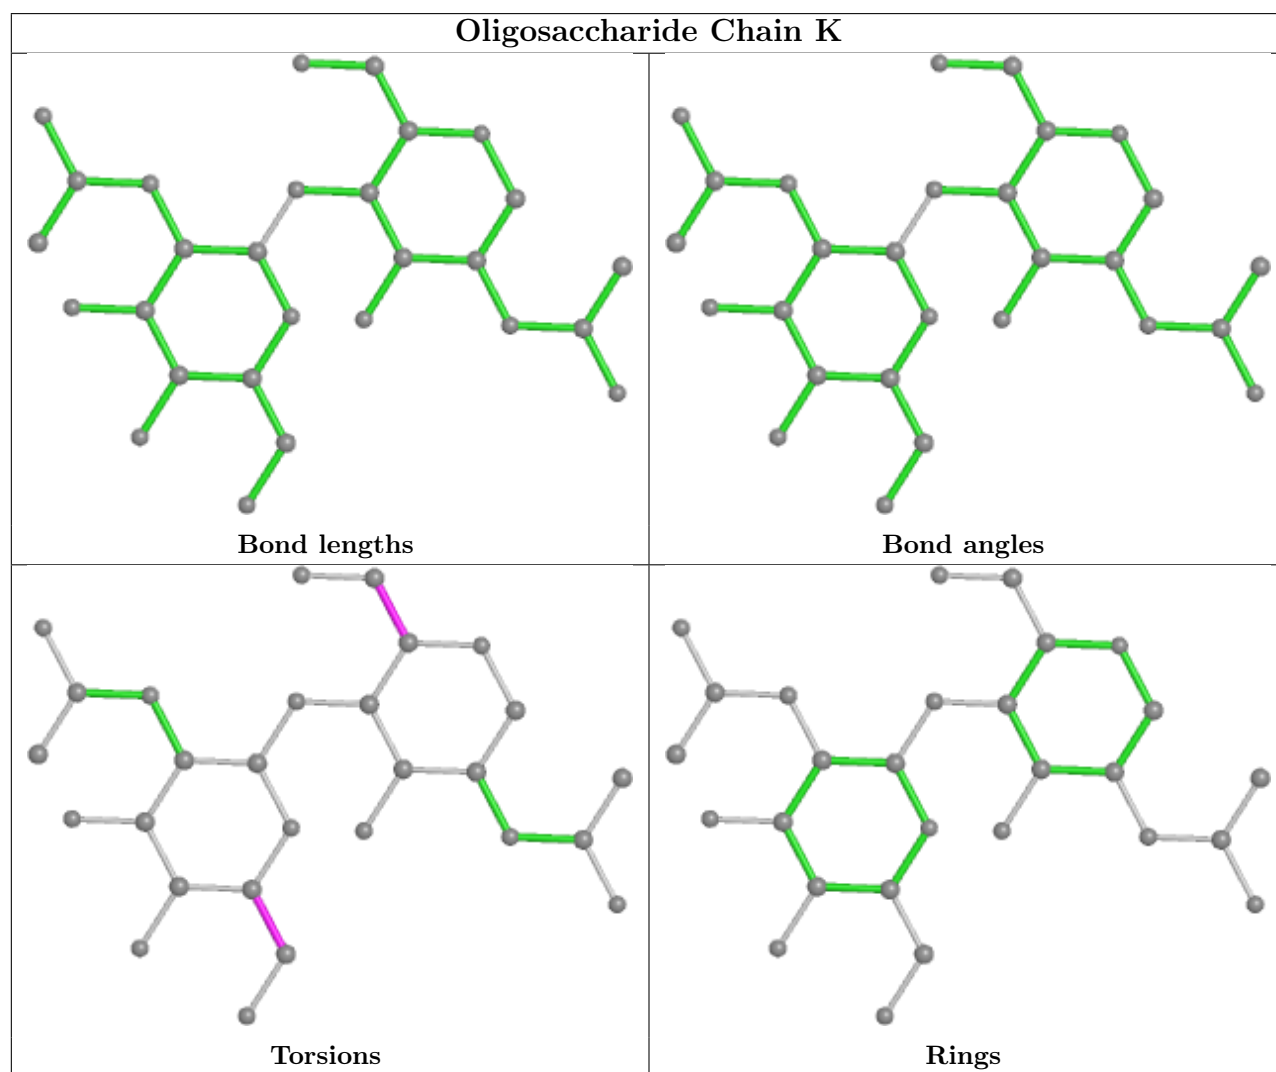 Oligosaccharide Chain K
Bond lengths
Bond angles
Torsions
Rings